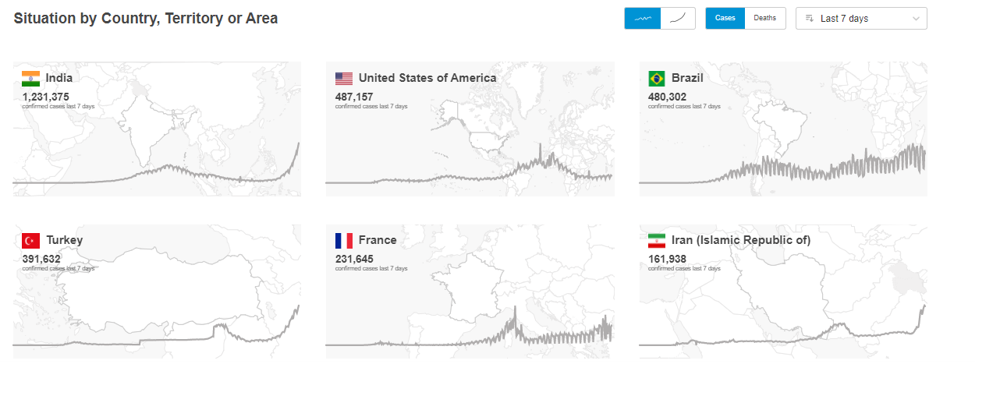 Situation by Country, Territory or Area
Cases Deaths Last 7 days
India
1,231,375
confirmed cases last 7 days
United States of America
487,157
confirmed cases last 7 days
Brazil
480,302
confirmed cases last 7 days
Turkey
391,632
confirmed cases last 7 days
France
231,645
confirmed cases last 7 days
Iran (Islamic Republic of)
161,938
confirmed cases last 7 days